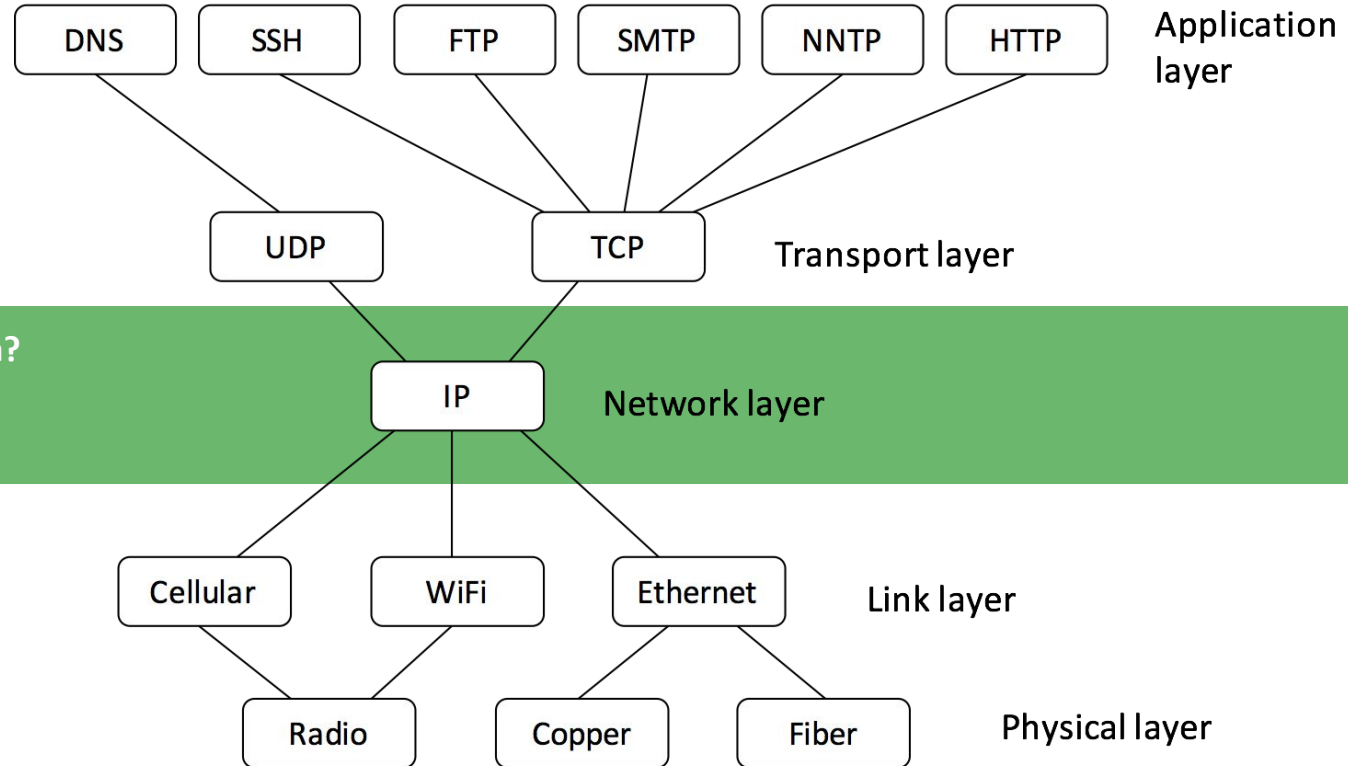 DNS
SSH
FTP
SMTP
NNTP
HTTP
Application
layer
UDP
TCP
Transport layer
?
IP
Network layer
Cellular
WiFi
Ethernet
Link layer
Radio
Copper
Fiber
Physical layer